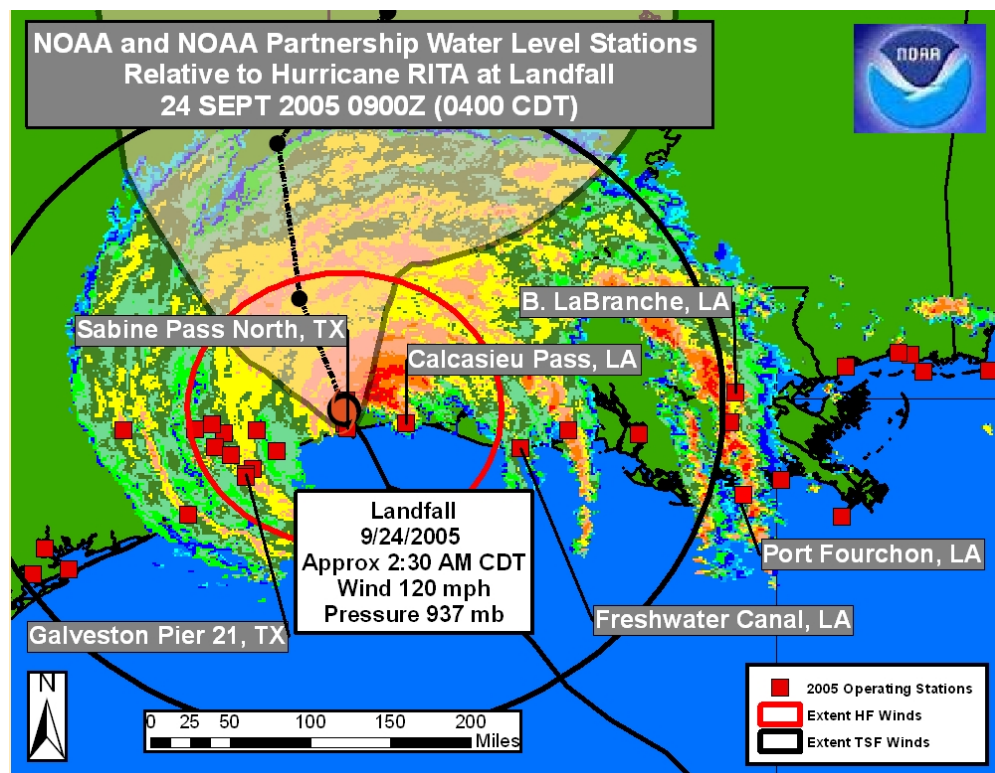 NOAA and NOAA Partnership Water Level Stations
Relative to Hurricane RITA at Landfall
24 SEPT 2005 0900Z (0400 CDT)
NOAA
B. LaBranche, LA
Sabine Pass North, TX
Calcasieu Pass, LA
Landfall
9/24/2005
Approx 2:30 AM CDT
Wind 120 mph
Pressure 937 mb
Port Fourchon, LA
Freshwater Canal, LA
Galveston Pier 21, TX
N
0 25 50 100 150 200
Miles
2005 Operating Stations
Extent HF Winds
Extent TSF Winds